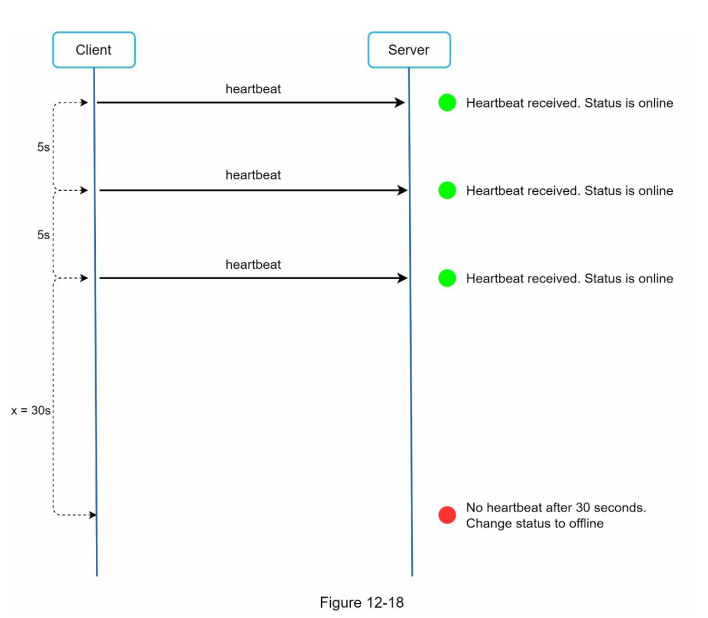 Client
Server
heartbeat
Heartbeat received. Status is online
5s
heartbeat
Heartbeat received. Status is online
5s
heartbeat
Heartbeat received. Status is online
x = 30s
No heartbeat after 30 seconds.
Change status to offline
Figure 12-18